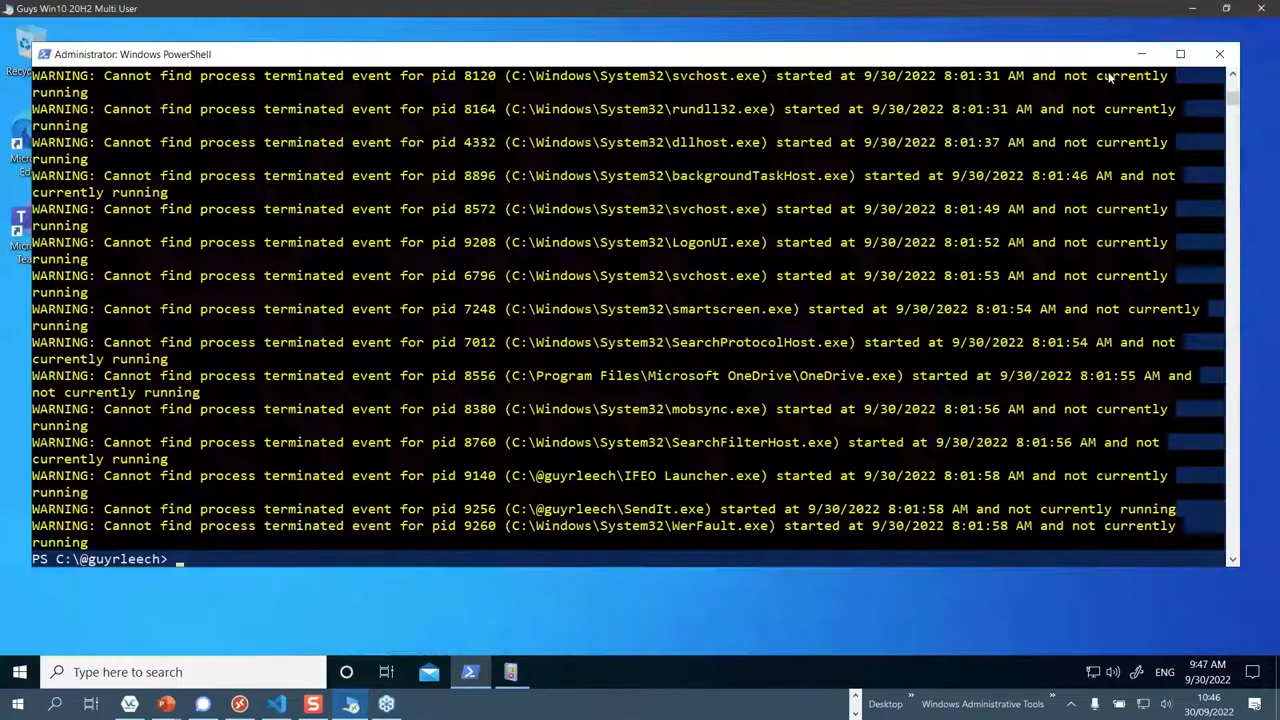 Guys Win10 20H2 Multi User
Administrator: Windows PowerShell
WARNING: Cannot find process terminated event for pid 8120 (C:\Windows\System32\svchost.exe) started at 9/30/2022 8:01:31 AM and not currently
running
WARNING: Cannot find process terminated event for pid 8164 (C:\Windows\System32\rundll32.exe) started at 9/30/2022 8:01:31 AM and not currently
running
WARNING: Cannot find process terminated event for pid 4332 (C:\Windows\System32\dllhost.exe) started at 9/30/2022 8:01:37 AM and not currently
running
WARNING: Cannot find process terminated event for pid 8896 (C:\Windows\System32\backgroundTaskHost.exe) started at 9/30/2022 8:01:46 AM and not
currently running
WARNING: Cannot find process terminated event for pid 8572 (C:\Windows\System32\svchost.exe) started at 9/30/2022 8:01:49 AM and not currently
running
WARNING: Cannot find process terminated event for pid 9208 (C:\Windows\System32\LogonUI.exe) started at 9/30/2022 8:01:52 AM and not currently
running
WARNING: Cannot find process terminated event for pid 6796 (C:\Windows\System32\svchost.exe) started at 9/30/2022 8:01:53 AM and not currently
running
WARNING: Cannot find process terminated event for pid 7248 (C:\Windows\System32\smartscreen.exe) started at 9/30/2022 8:01:54 AM and not currently
running
WARNING: Cannot find process terminated event for pid 7012 (C:\Windows\System32\SearchProtocolHost.exe) started at 9/30/2022 8:01:54 AM and not
currently running
WARNING: Cannot find process terminated event for pid 8556 (C:\Program Files\Microsoft OneDrive\OneDrive.exe) started at 9/30/2022 8:01:55 AM and
not currently running
WARNING: Cannot find process terminated event for pid 8380 (C:\Windows\System32\mobsync.exe) started at 9/30/2022 8:01:56 AM and not currently
running
WARNING: Cannot find process terminated event for pid 8760 (C:\Windows\System32\SearchFilterHost.exe) started at 9/30/2022 8:01:56 AM and not
currently running
WARNING: Cannot find process terminated event for pid 9140 (C:\@guyrleech\IFEO Launcher.exe) started at 9/30/2022 8:01:58 AM and not currently
running
WARNING: Cannot find process terminated event for pid 9256 (C:\@guyrleech\SendIt.exe) started at 9/30/2022 8:01:58 AM and not currently running
WARNING: Cannot find process terminated event for pid 9260 (C:\Windows\System32\WerFault.exe) started at 9/30/2022 8:01:58 AM and not currently
running
PS C:\@guyrleech>
Recyc
Micr
Ed
T
Micr
Tea
Type here to search
ENG
9:47 AM
9/30/2022
Desktop
Windows Administrative Tools
10:46
30/09/2022